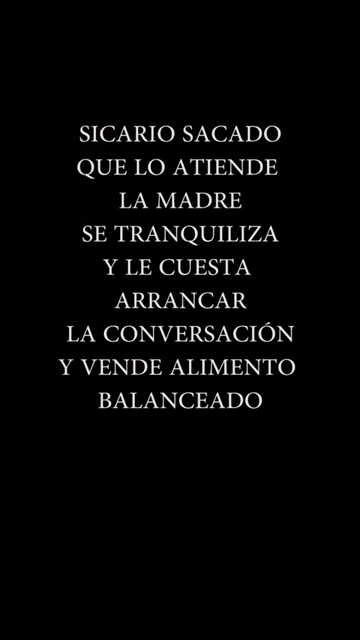 SICARIO SACADO
QUE LO ATIENDE
LA MADRE
SE TRANQUILIZA
Y LE CUESTA
ARRANCAR
LA CONVERSACIÓN
Y VENDE ALIMENTO
BALANCEADO